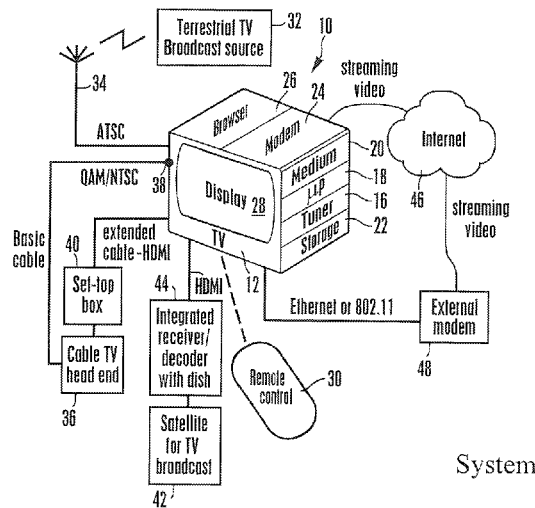 Terrestrial TV
Broadcast source
32
10
34
26
24
streaming
video
Browser
Modem
ATSC
Internet
46
20
Medium
18
μP
16
Tuner
22
Storage
QAM/NTSC
38
Display 28
TV
12
streaming
video
Basic
cable
extended
cable-HDMI
40
Set-top
box
44
HDMI
Ethernet or 802.11
External
modem
48
Integrated
receiver/
decoder
with dish
Cable TV
head end
36
Remote
control
30
Satellite
for TV
broadcast
42
System